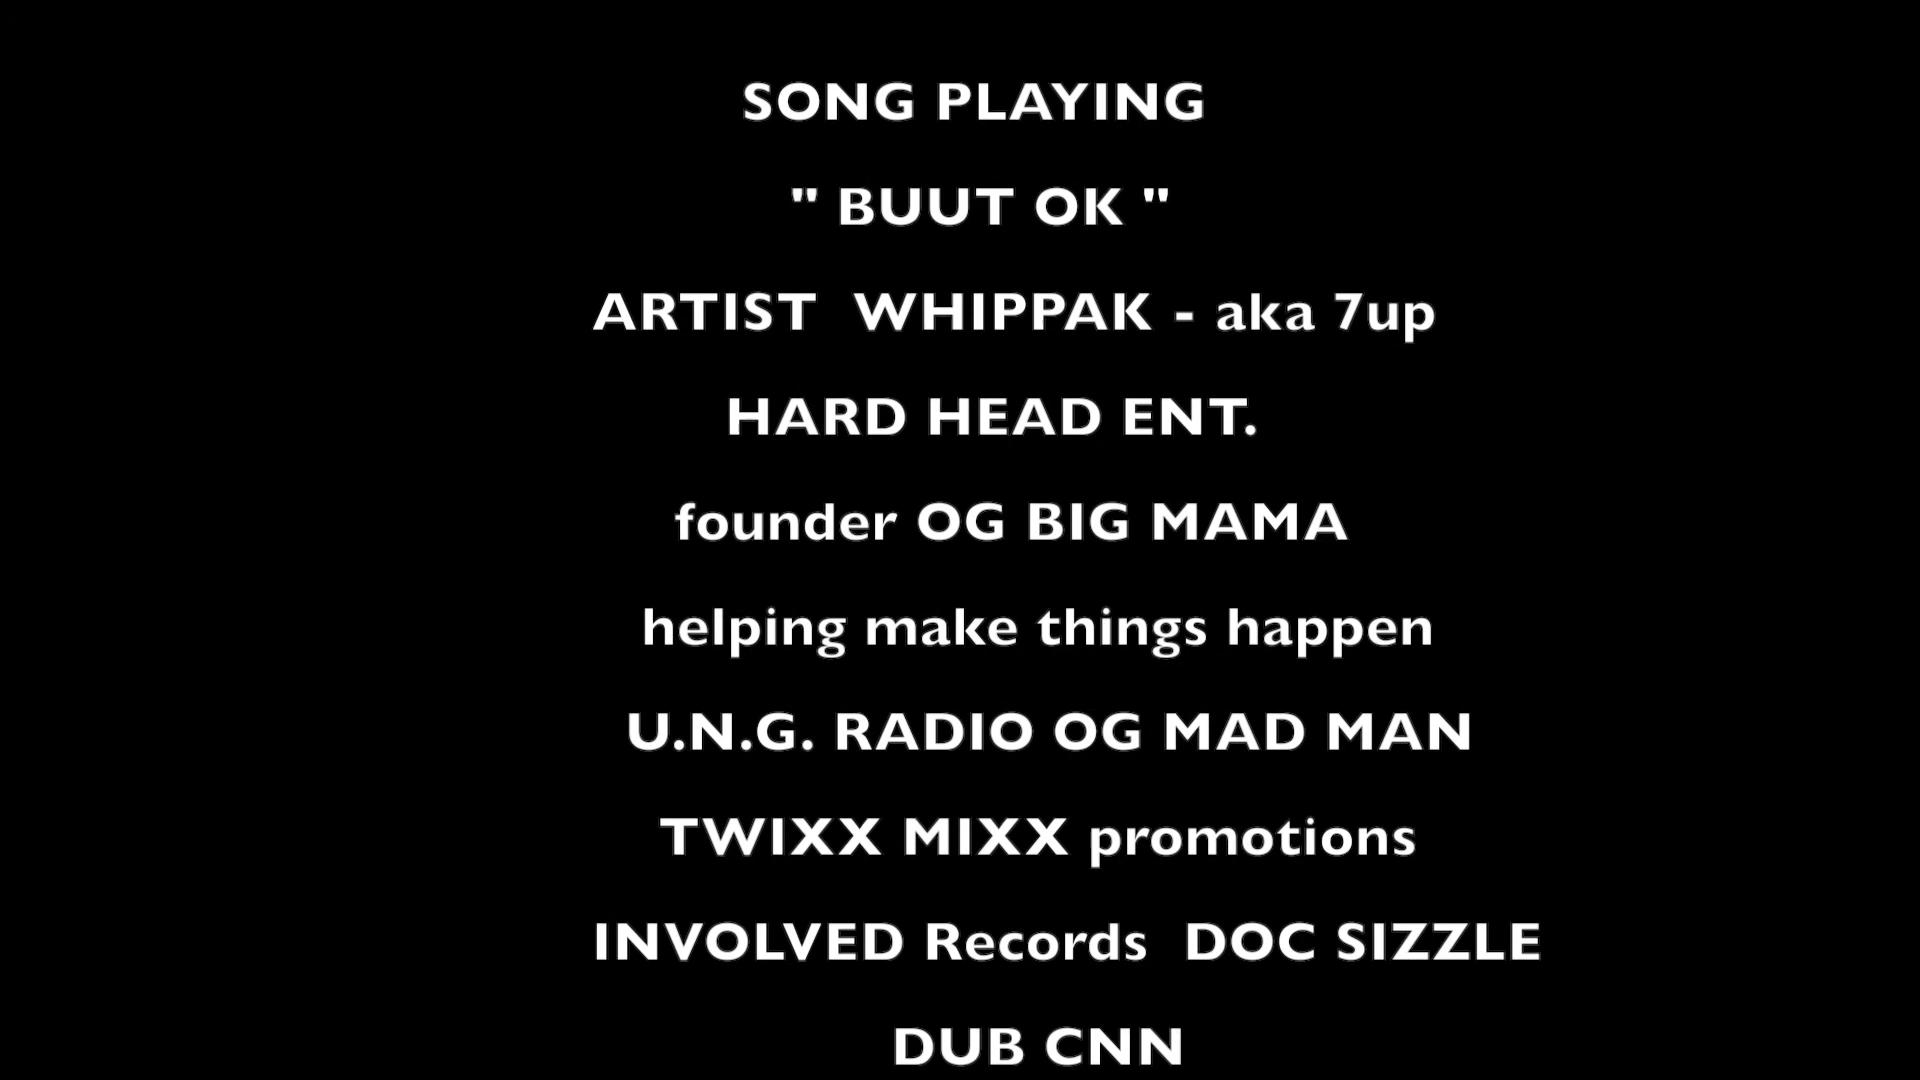 SONG PLAYING
" BUUT OK "
ARTIST  WHIPPAK - aka 7up
HARD HEAD ENT.
founder OG BIG MAMA
helping make things happen
U.N.G. RADIO OG MAD MAN
TWIXX MIXX promotions
INVOLVED Records  DOC SIZZLE
DUB CNN